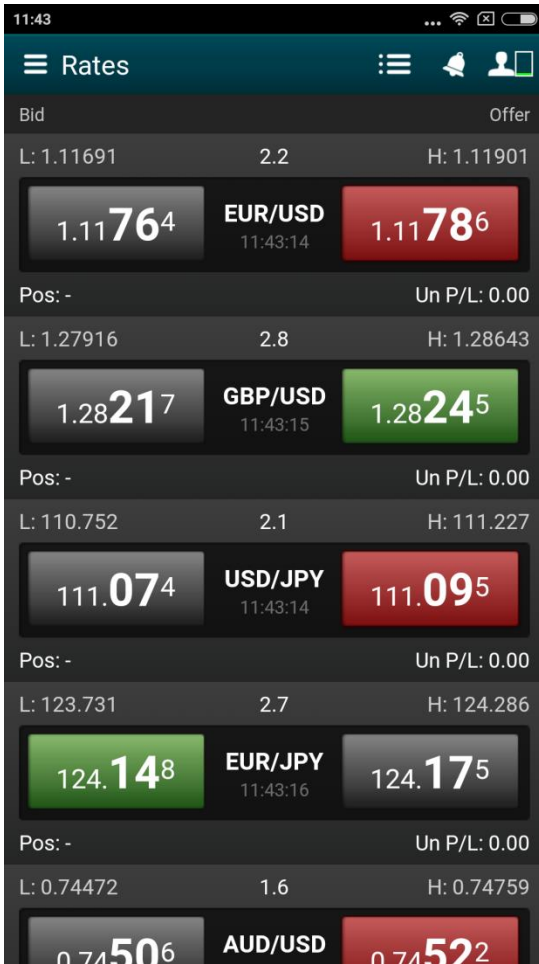 11:43
Rates
Bid Offer
L: 1.11691 2.2 H: 1.11901
1.11764 EUR/USD 1.11786
11:43:14
Pos: - Un P/L: 0.00
L: 1.27916 2.8 H: 1.28643
1.28217 GBP/USD 1.28245
11:43:15
Pos: - Un P/L: 0.00
L: 110.752 2.1 H: 111.227
111.074 USD/JPY 111.095
11:43:14
Pos: - Un P/L: 0.00
L: 123.731 2.7 H: 124.286
124.148 EUR/JPY 124.175
11:43:16
Pos: - Un P/L: 0.00
L: 0.74472 1.6 H: 0.74759
0.74506 AUD/USD 0.74522